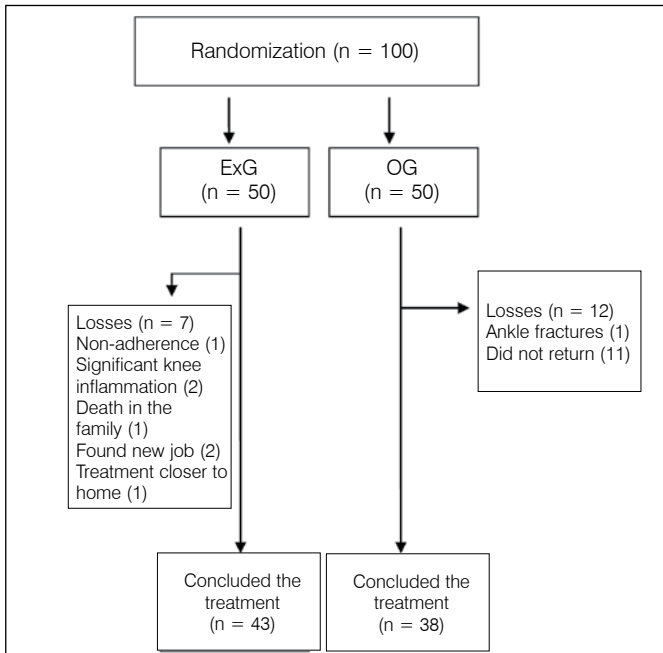 Randomization (n = 100)
ExG
(n = 50)
OG
(n = 50)
Losses (n = 7)
Non-adherence (1)
Significant knee
inflammation (2)
Death in the
family (1)
Found new job (2)
Treatment closer to
home (1)
Losses (n = 12)
Ankle fractures (1)
Did not return (11)
Concluded the
treatment
(n = 43)
Concluded the
treatment
(n = 38)